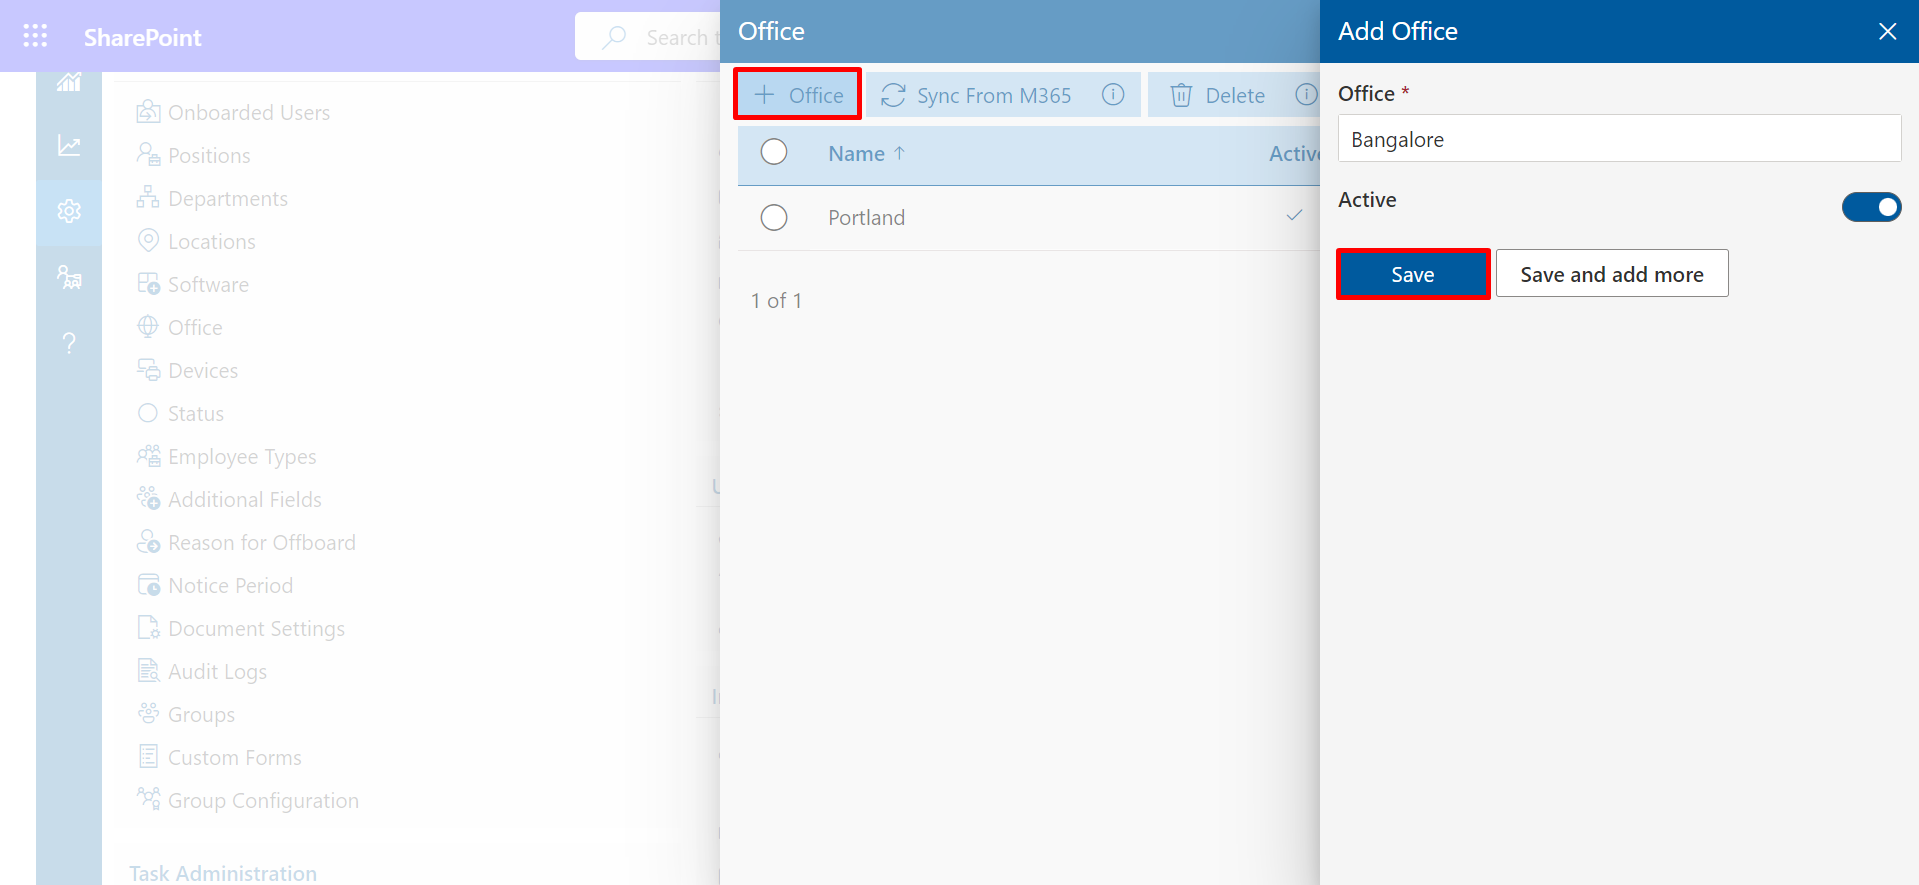 SharePoint
Search t
Onboarded Users
Positions
Departments
Locations
Software
Office
Devices
Status
Employee Types
Additional Fields
Reason for Offboard
Notice Period
Document Settings
Audit Logs
Groups
Custom Forms
Group Configuration
Task Administration
Office
Office
Sync From M365
Delete
Name
Active
Portland
1 of 1
Add Office
Office *
Bangalore
Active
Save
Save and add more